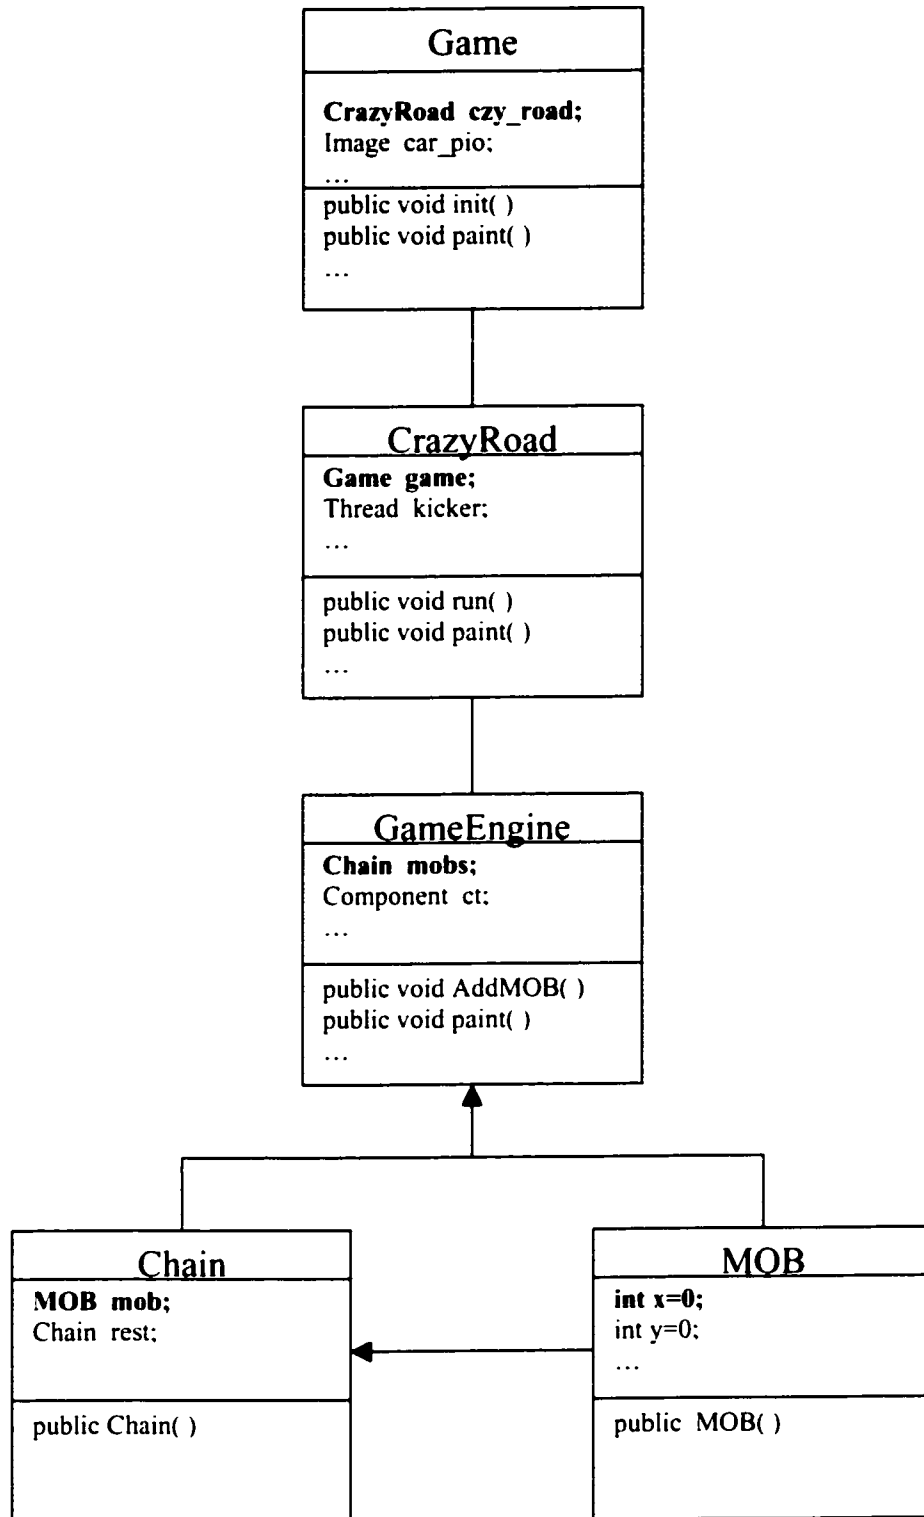 Game
CrazyRoad czy_road;
Image car_pio;
...
public void init( )
public void paint( )
...
CrazyRoad
Game game;
Thread kicker;
...
public void run( )
public void paint( )
...
GameEngine
Chain mobs;
Component ct;
...
public void AddMOB( )
public void paint( )
...
Chain
MOB mob;
Chain rest;
public Chain( )
MOB
int x=0;
int y=0;
...
public MOB( )